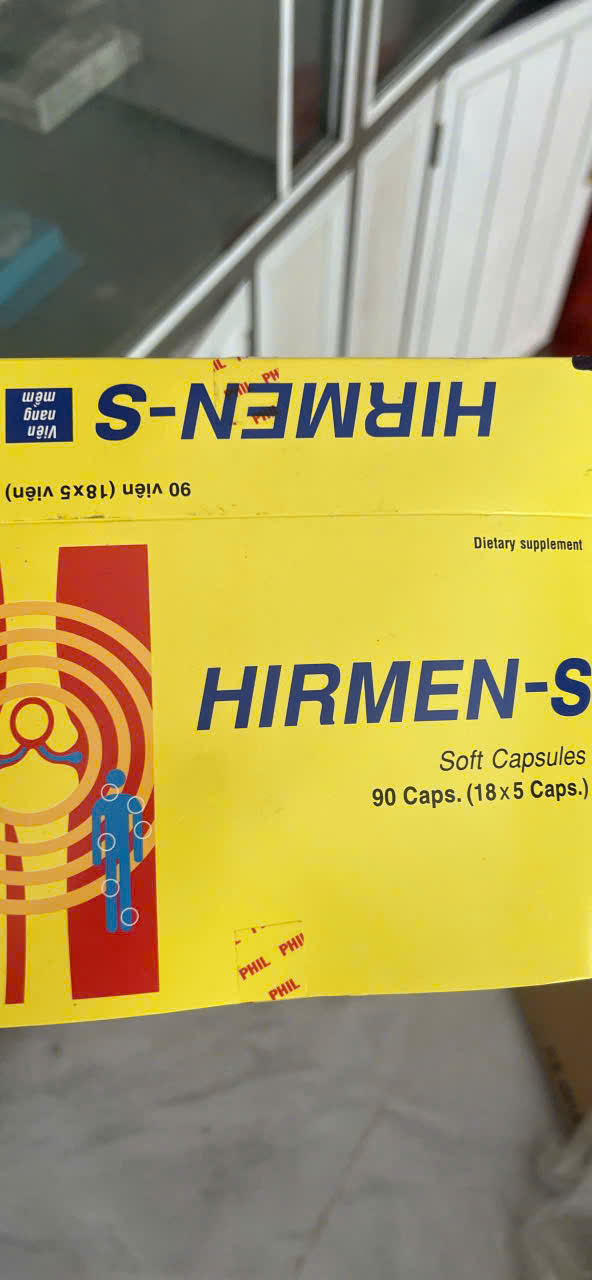 HIRMEN-S
Viên
nang
mềm
90 viên (18x5 viên)
Dietary supplement
HIRMEN-S
Soft Capsules
90 Caps. (18x5 Caps.)
PHIL PHIL
PHIL